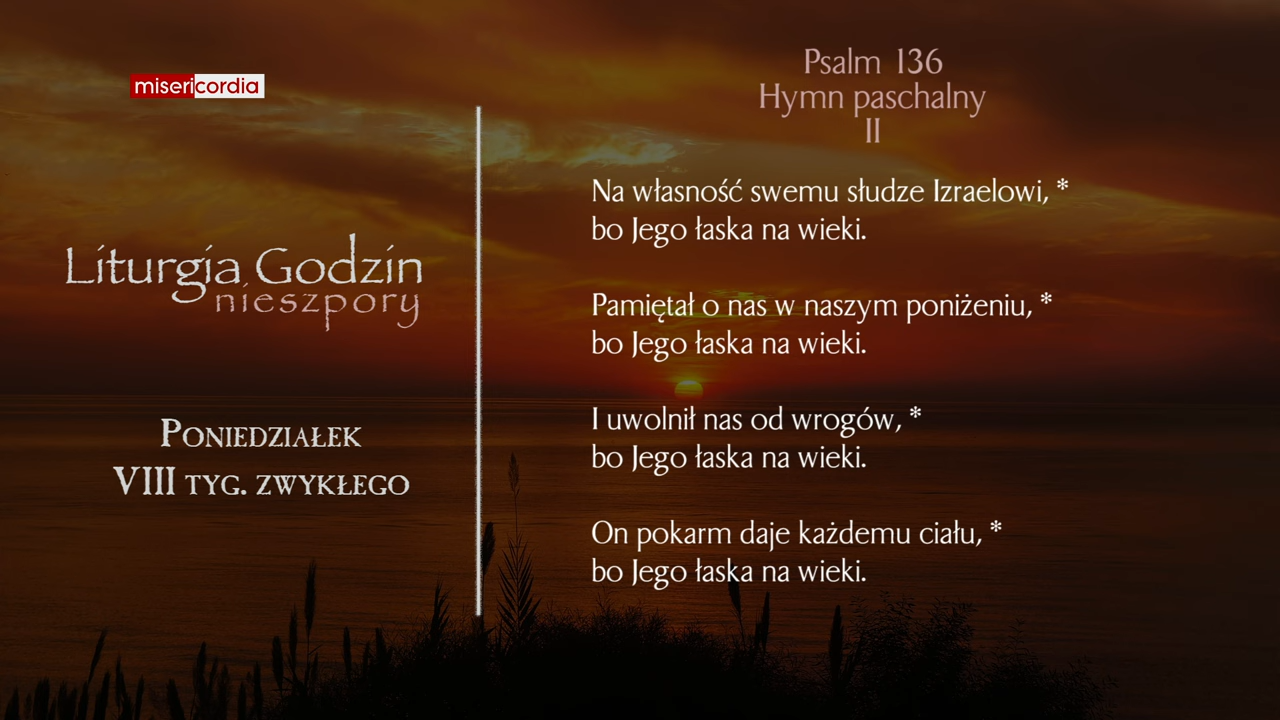 misericordia
Liturgia Godzin
nieszpory
Poniedziałek
VIII tyg. zwykłego
Psalm 136
Hymn paschalny
II
Na własność swemu słudze Izraelowi, *
bo Jego łaska na wieki.
Pamiętał o nas w naszym poniżeniu, *
bo Jego łaska na wieki.
I uwolnił nas od wrogów, *
bo Jego łaska na wieki.
On pokarm daje każdemu ciału, *
bo Jego łaska na wieki.